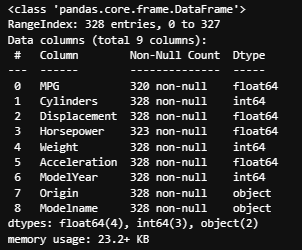 <class 'pandas.core.frame.DataFrame'>
RangeIndex: 328 entries, 0 to 327
Data columns (total 9 columns):
 #   Column        Non-Null Count  Dtype
---  ------        --------------  -----
 0   MPG           320 non-null    float64
 1   Cylinders     328 non-null    int64
 2   Displacement  328 non-null    float64
 3   Horsepower    323 non-null    float64
 4   Weight        328 non-null    int64
 5   Acceleration  328 non-null    float64
 6   ModelYear     328 non-null    int64
 7   Origin        328 non-null    object
 8   Modelname     328 non-null    object
dtypes: float64(4), int64(3), object(2)
memory usage: 23.2+ KB